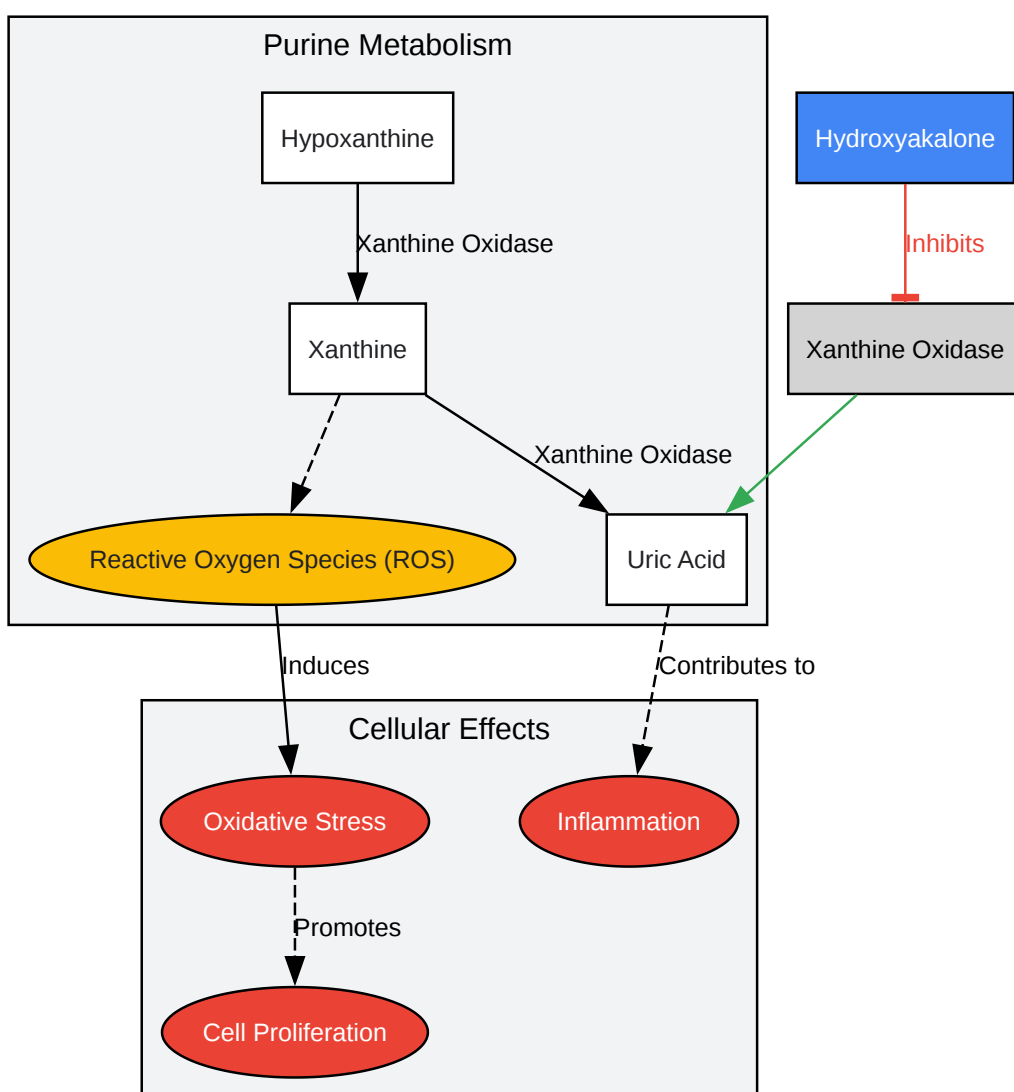 Purine Metabolism
Hypoxanthine
Hydroxyakalone
Xanthine Oxidase
Inhibits
Xanthine
Xanthine Oxidase
Xanthine Oxidase
Reactive Oxygen Species (ROS)
Uric Acid
Induces
Contributes to
Cellular Effects
Oxidative Stress
Inflammation
Promotes
Cell Proliferation